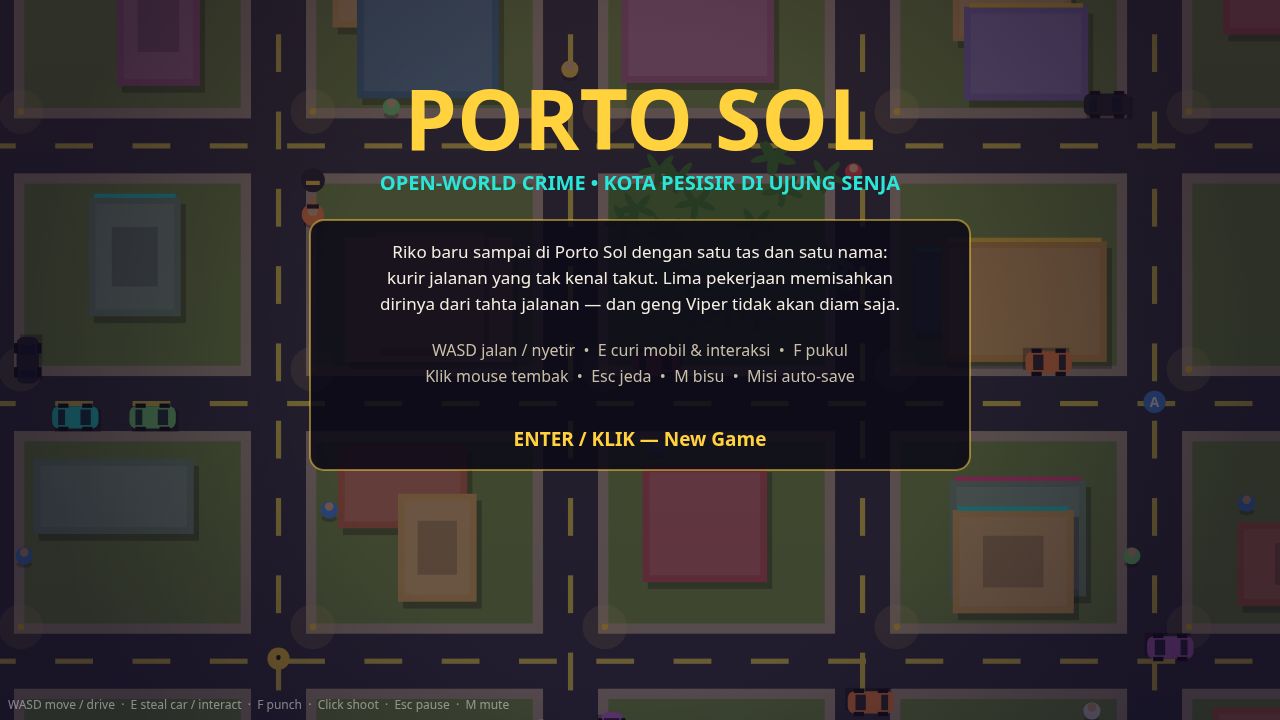 PORTO SOL
OPEN-WORLD CRIME • KOTA PESISIR DI UJUNG SENJA
Riko baru sampai di Porto Sol dengan satu tas dan satu nama:
kurir jalanan yang tak kenal takut. Lima pekerjaan memisahkan
dirinya dari tahta jalanan — dan geng Viper tidak akan diam saja.
WASD jalan / nyetir • E curi mobil & interaksi • F pukul
Klik mouse tembak • Esc jeda • M bisu • Misi auto-save
A
ENTER / KLIK — New Game
WASD move / drive · E steal car / interact · F punch · Click shoot · Esc pause · M mute